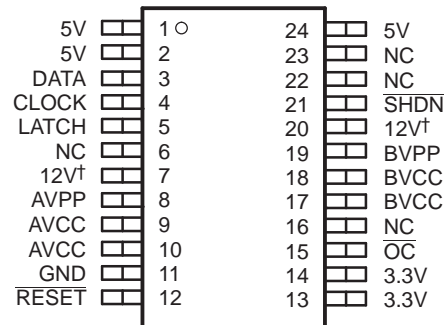 5V 1 24 5V
5V 2 23 NC
DATA 3 22 NC
CLOCK 4 21 SHDN
LATCH 5 20 12V†
NC 6 19 BVPP
12V† 7 18 BVCC
AVPP 8 17 BVCC
AVCC 9 16 NC
AVCC 10 15 OC
GND 11 14 3.3V
RESET 12 13 3.3V